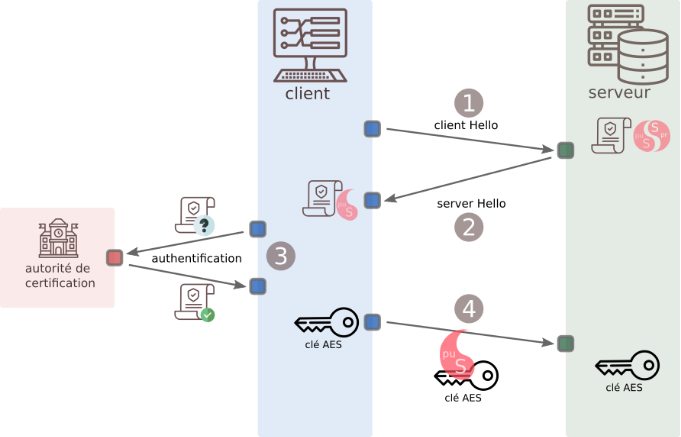 client
serveur
1
client Hello
pu
S
S
pr
S
pu
S
server Hello
2
?
authentification
3
autorité de
certification
4
clé AES
pu
S
clé AES
clé AES